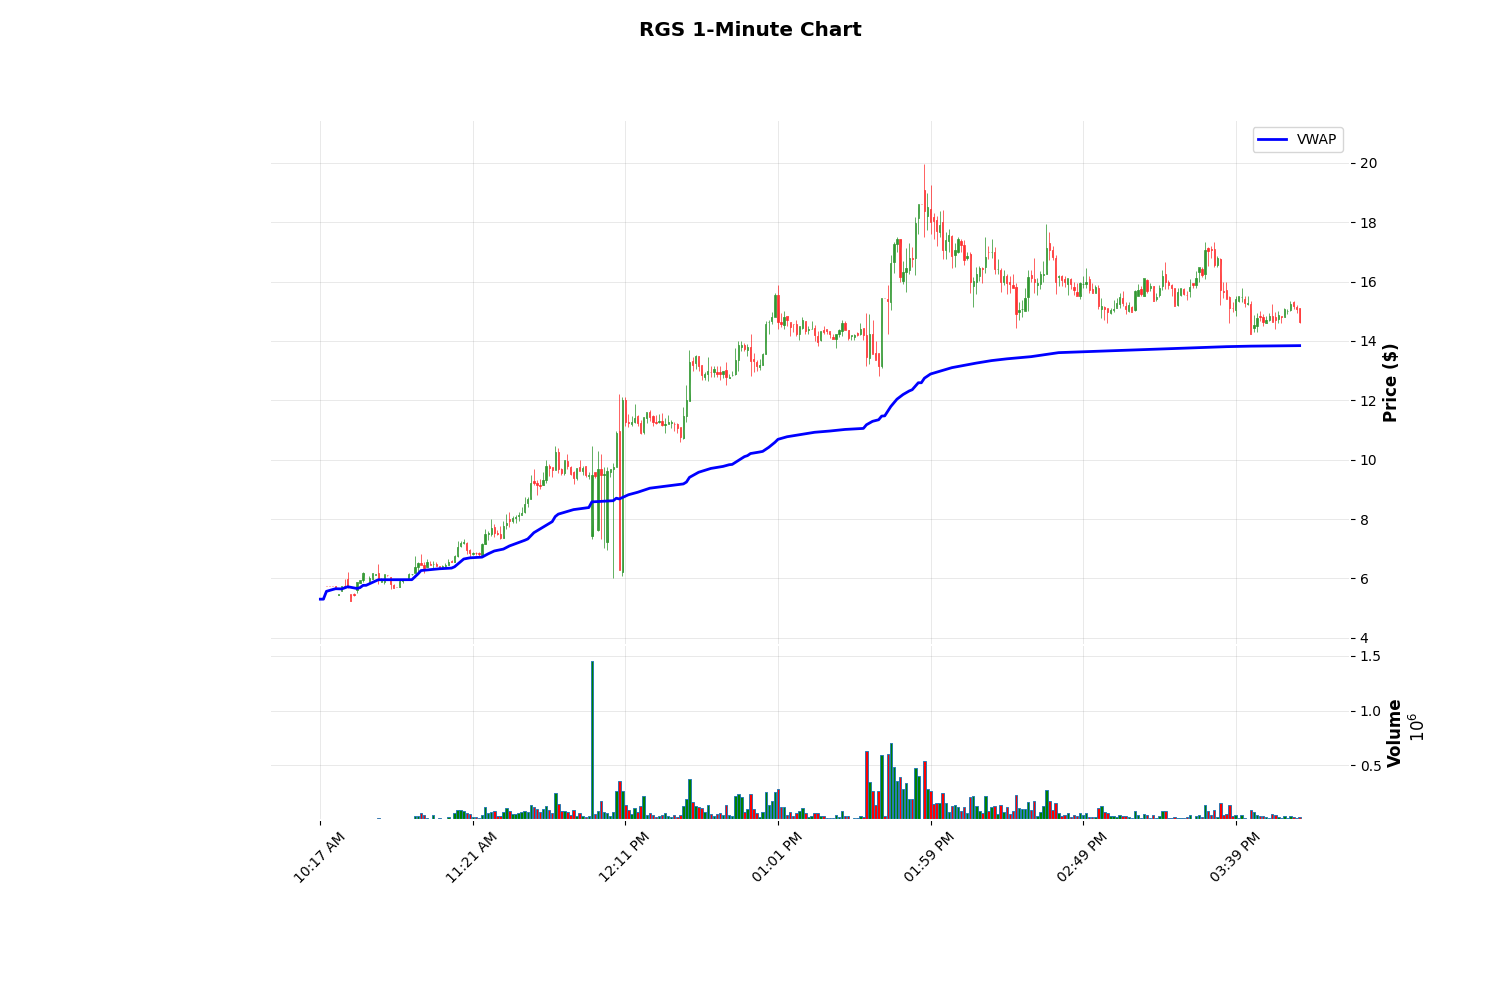 RGS 1-Minute Chart
VWAP
20
18
16
14
12
10
8
6
4
Price ($)
1.5
1.0
0.5
Volume
10⁶
10:17 AM
11:21 AM
12:11 PM
01:01 PM
01:59 PM
02:49 PM
03:39 PM